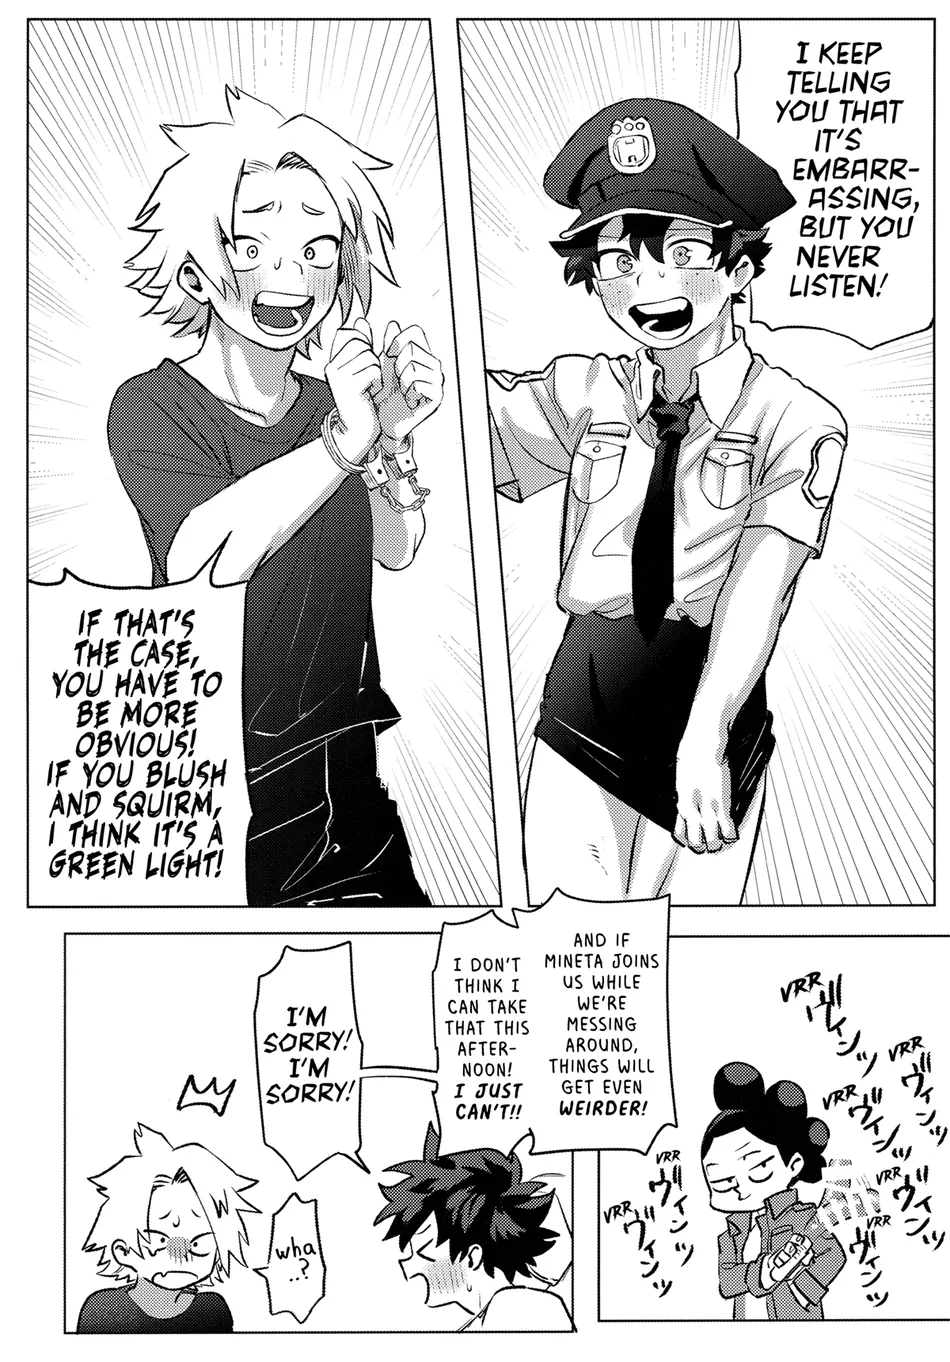 I KEEP
TELLING
YOU THAT
IT'S
EMBARR-
ASSING,
BUT YOU
NEVER
LISTEN!
IF THAT'S
THE CASE,
YOU HAVE TO
BE MORE
OBVIOUS!
IF YOU BLUSH
AND SQUIRM,
I THINK IT'S A
GREEN LIGHT!
AND IF
MINETA JOINS
US WHILE
WE'RE
MESSING
AROUND,
THINGS WILL
GET EVEN
WEIRDER!
I DON'T
THINK I
CAN TAKE
THAT THIS
AFTER-
NOON!
I JUST
CAN'T!!
I'M
SORRY!
I'M
SORRY!
wha
..?
VRR
ヴィンッ
VRR
ヴィンッ
VRR
ヴィンッ
VRR
ヴィンッ
VRR
ヴィンッ
VRR
ヴィンッ
VRR
ヴィンッ